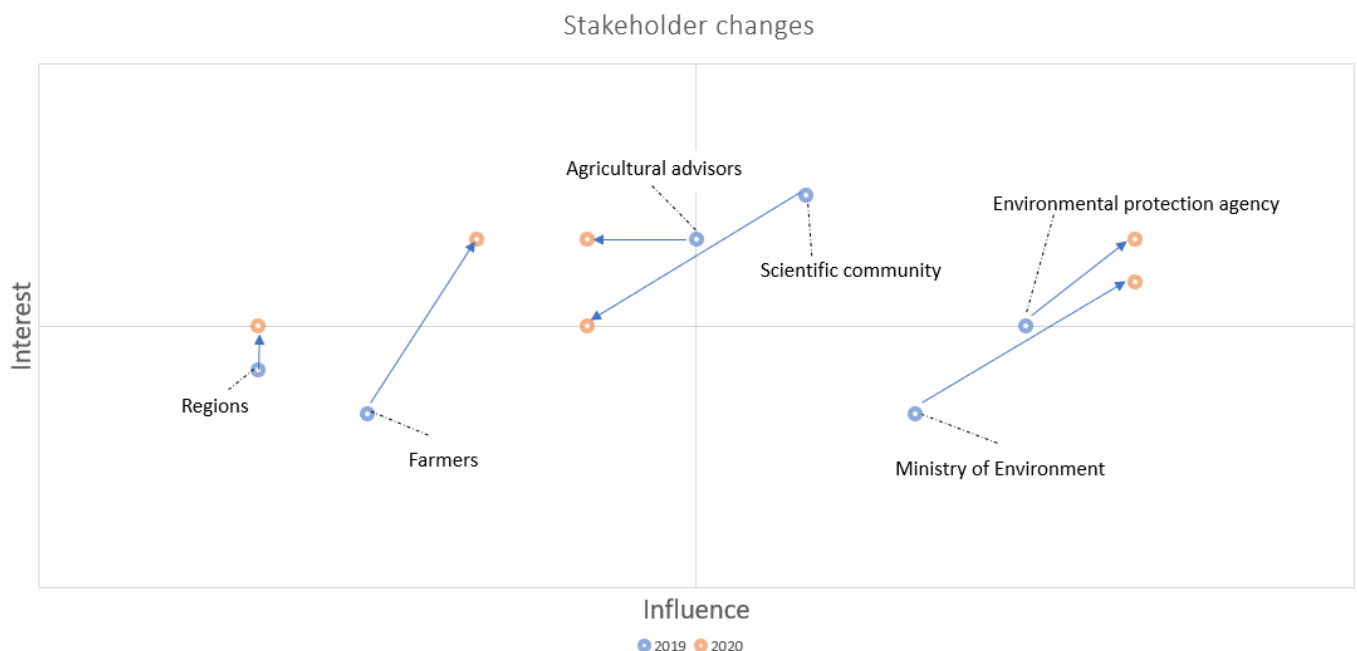 Stakeholder changes
Agricultural advisors
Environmental protection agency
Scientific community
Interest
Regions
Farmers
Ministry of Environment
Influence
2019 2020